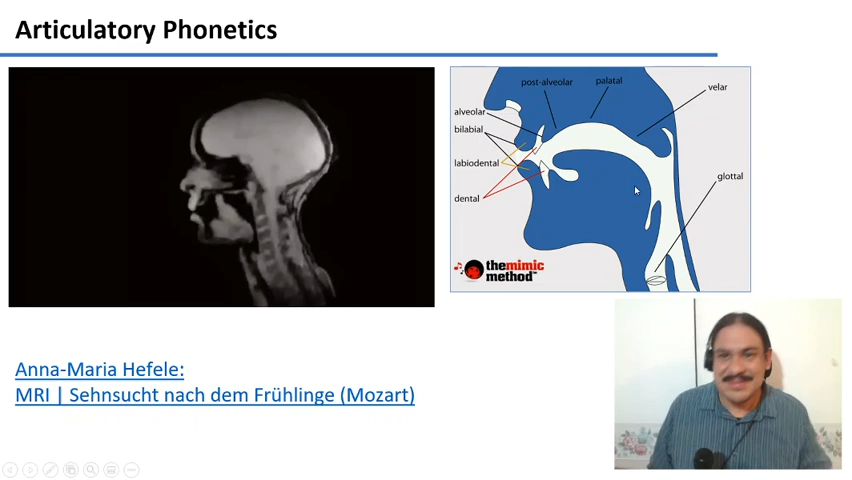 Articulatory Phonetics
post-alveolar
palatal
velar
alveolar
bilabial
labiodental
dental
glottal
themimic
method
Anna-Maria Hefele:
MRI | Sehnsucht nach dem Frühlinge (Mozart)